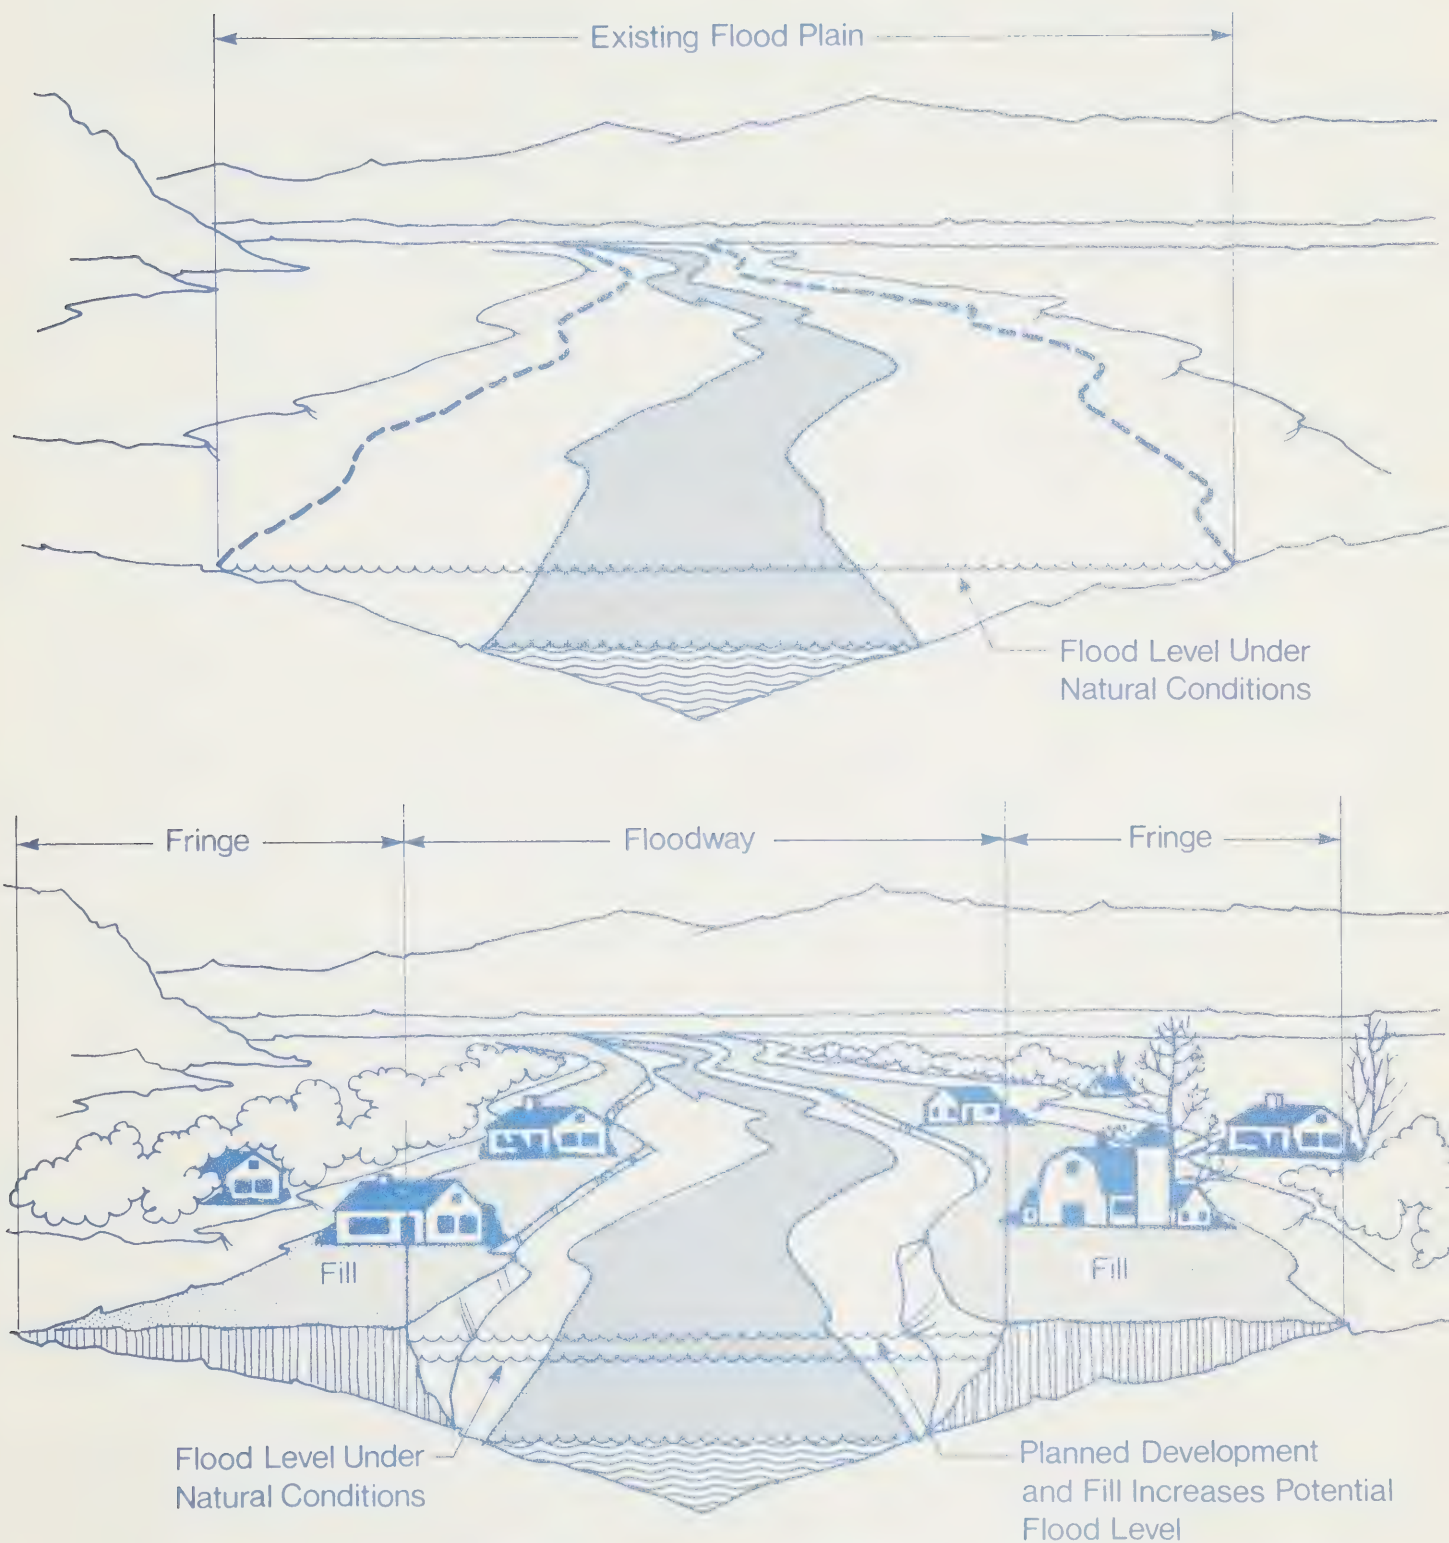 Existing Flood Plain
Flood Level Under
Natural Conditions
Fringe
Floodway
Fringe
Fill
Fill
Flood Level Under
Natural Conditions
Planned Development
and Fill Increases Potential
Flood Level